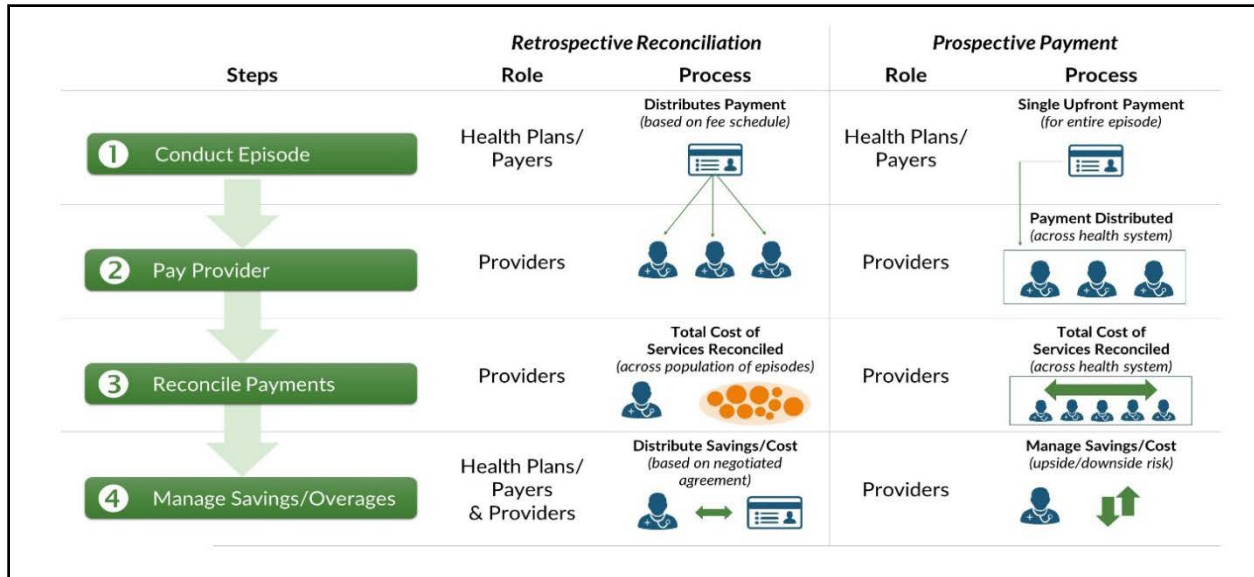 Retrospective Reconciliation
Prospective Payment
Steps
Role
Process
Role
Process
1
Conduct Episode
Health Plans/
Payers
Distributes Payment
(based on fee schedule)
Health Plans/
Payers
Single Upfront Payment
(for entire episode)
2
Pay Provider
Providers
Providers
Payment Distributed
(across health system)
3
Reconcile Payments
Providers
Total Cost of
Services Reconciled
(across population of episodes)
Providers
Total Cost of
Services Reconciled
(across health system)
4
Manage Savings/Overages
Health Plans/
Payers
& Providers
Distribute Savings/Cost
(based on negotiated
agreement)
Providers
Manage Savings/Cost
(upside/downside risk)